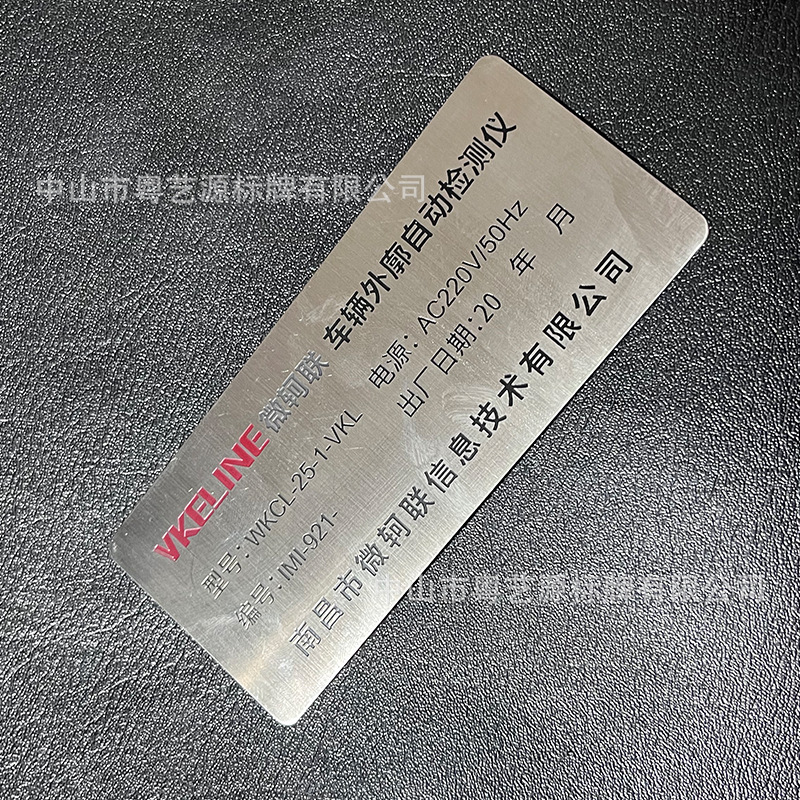 中山市粤艺源标牌有限公司
VKELINE 微轲联 车辆外廓自动检测仪
型号：WKCL-25-1-VKL 电源：AC220V/50Hz
编号：IMI-921- 出厂日期：20 年 月
南昌市微轲联信息技术有限公司
中山市粤艺源标牌有限公司